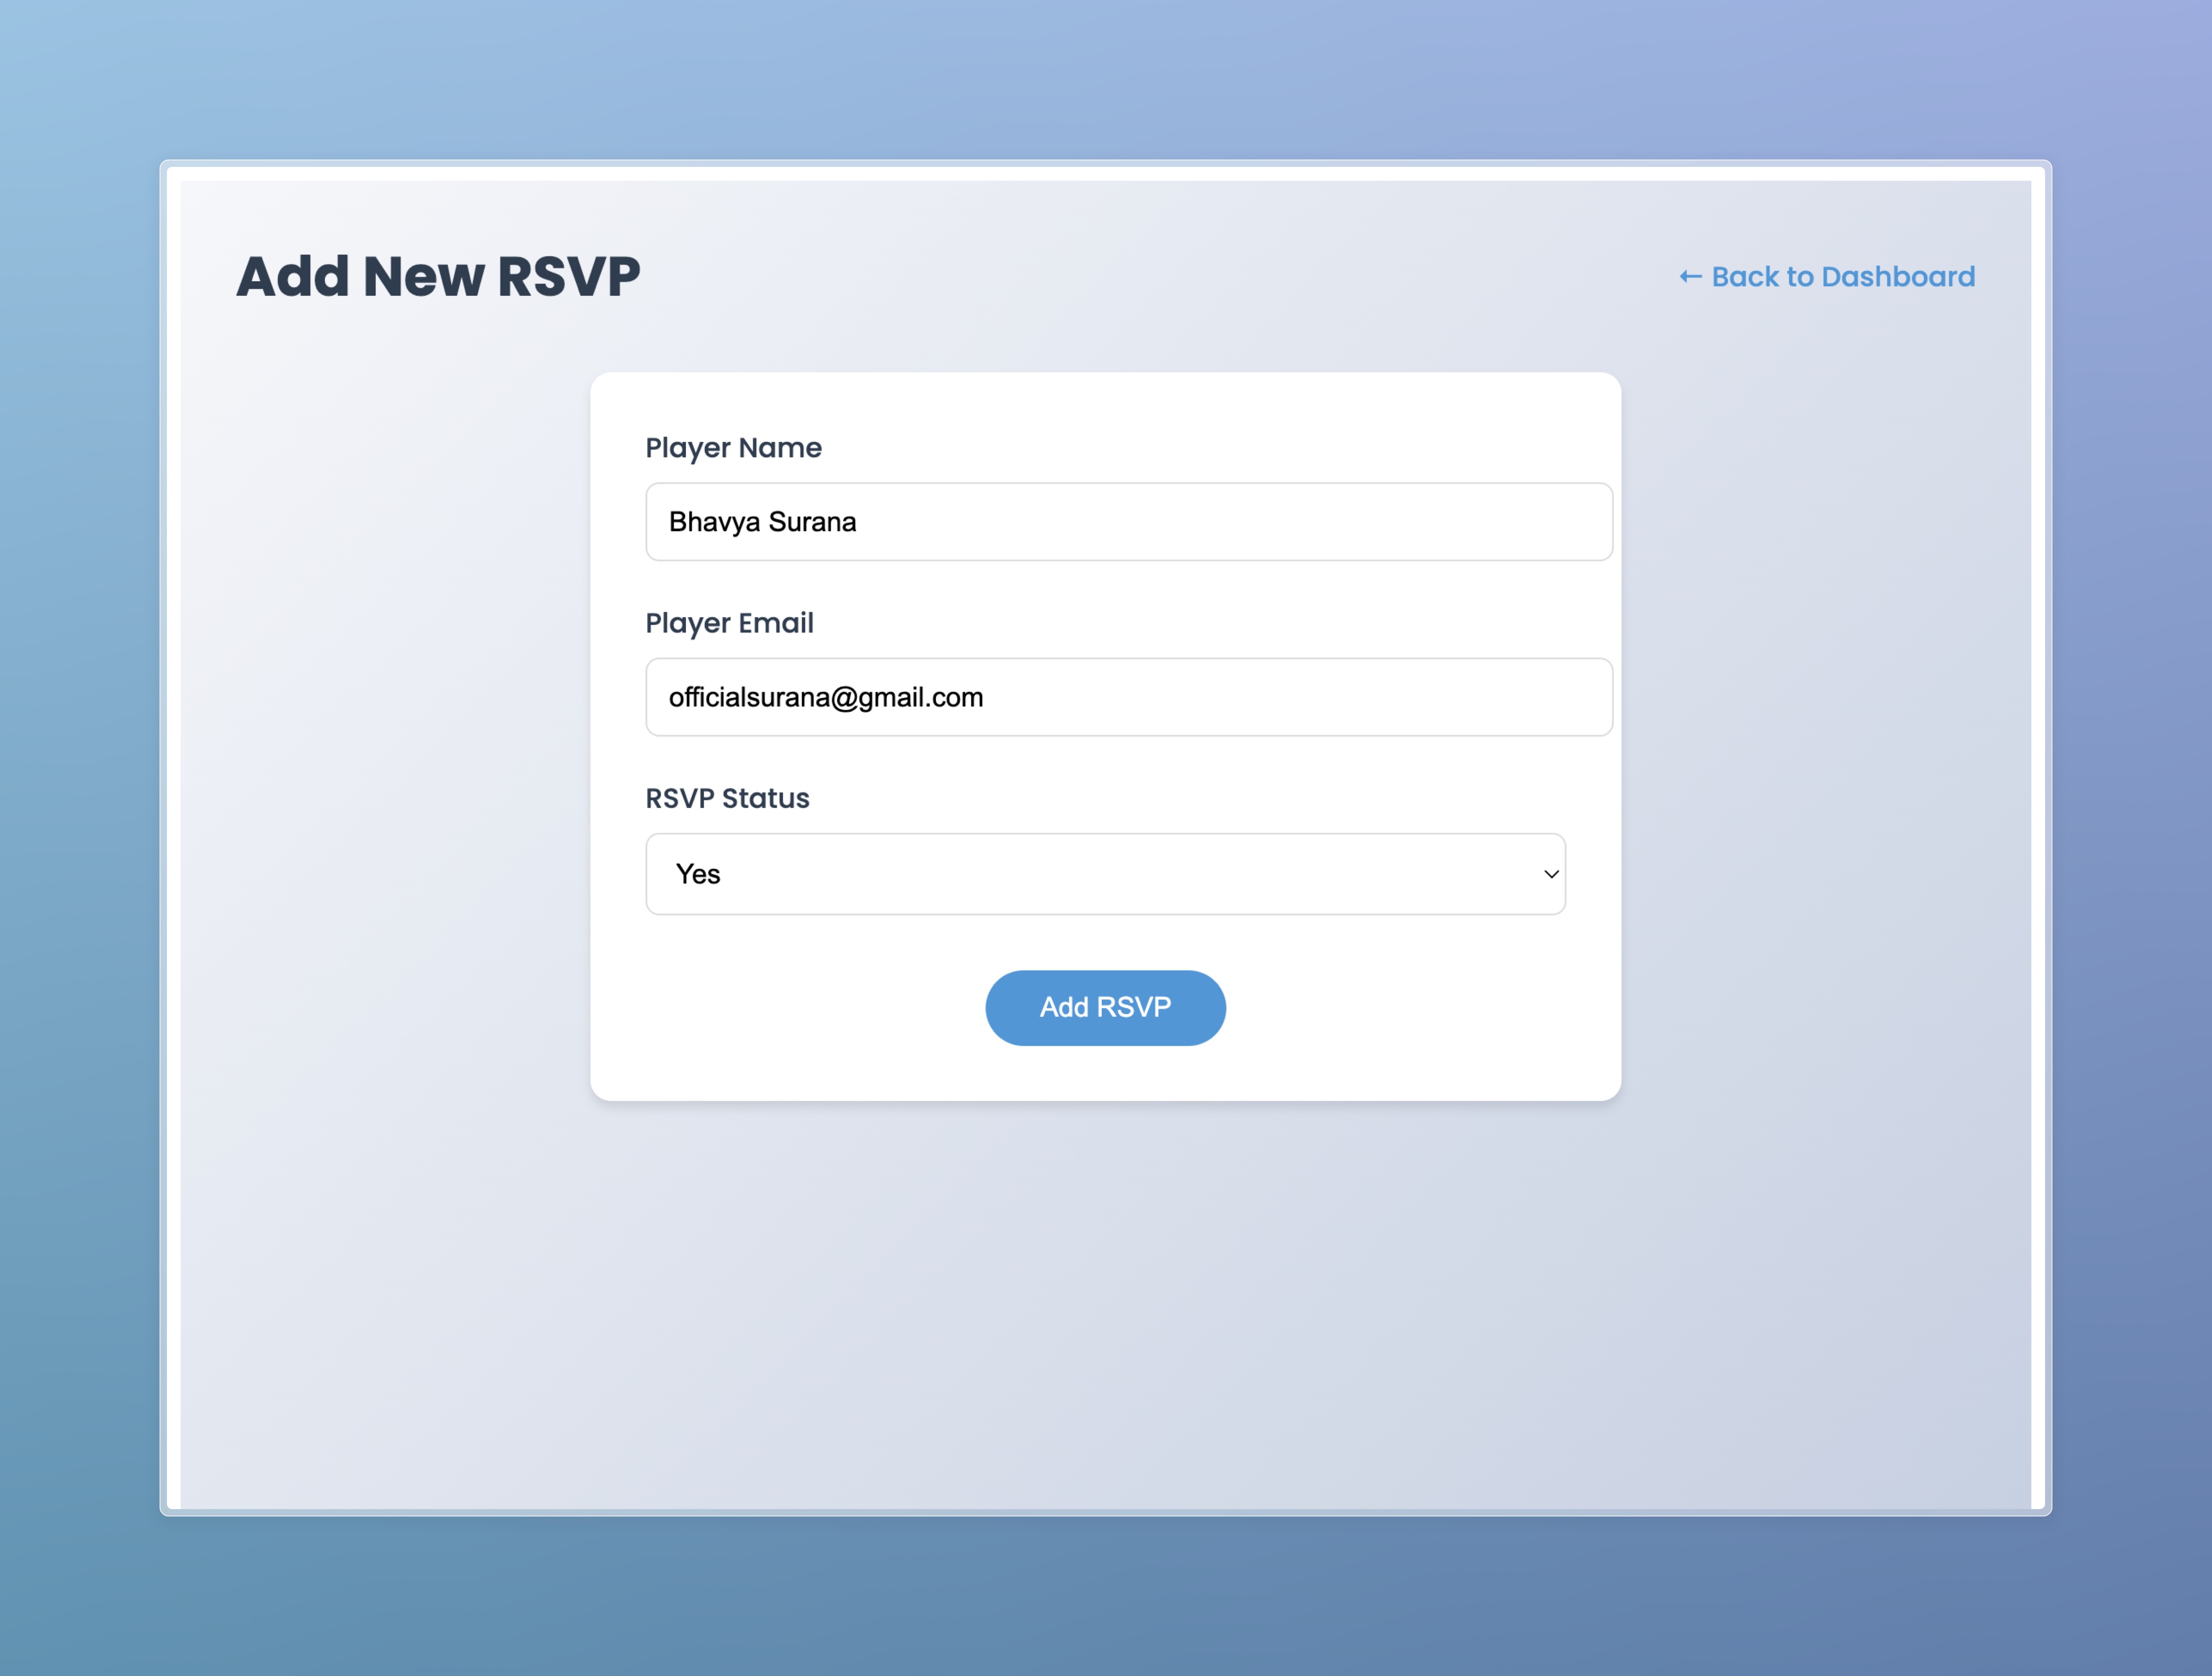 Add New RSVP
← Back to Dashboard
Player Name
Bhavya Surana
Player Email
officialsurana@gmail.com
RSVP Status
Yes
Add RSVP